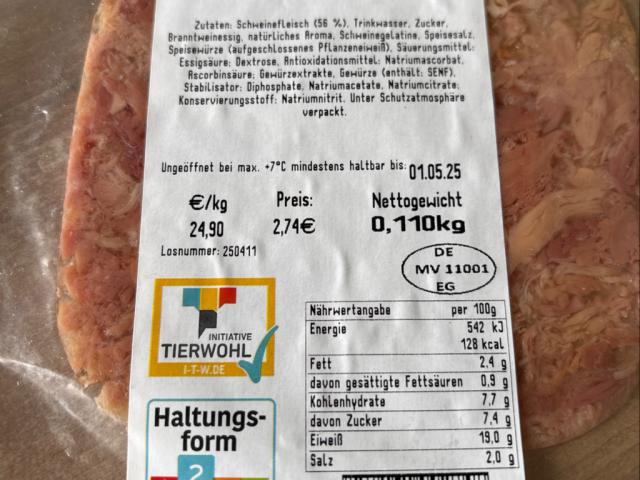 Zutaten: Schweinefleisch (56 %), Trinkwasser, Zucker,
Branntweinessig, natürliches Aroma, Schweinegelatine, Speisesalz,
Speisewürze (aufgeschlossenes Pflanzeneiweiß), Säuerungsmittel:
Essigsäure; Dextrose, Antioxidationsmittel: Natriumascorbat,
Ascorbinsäure; Gewürzextrakte, Gewürze (enthält: SENF),
Stabilisator: Diphosphate, Natriumacetate, Natriumcitrate;
Konservierungsstoff: Natriumnitrit. Unter Schutzatmosphäre
verpackt.
Ungeöffnet bei max. +7°C mindestens haltbar bis: 01.05.25
€/kg Preis: Nettogewicht
24,90 2,74€ 0,110kg
Losnummer: 250411
DE
MV 11001
EG
INITIATIVE
TIERWOHL
I-T-W.DE
Haltungs-
form
2
Nährwertangabe per 100g
Energie 542 kJ
128 kcal
Fett 2,4 g
davon gesättigte Fettsäuren 0,9 g
Kohlenhydrate 7,7 g
davon Zucker 7,4 g
Eiweiß 19,0 g
Salz 2,0 g